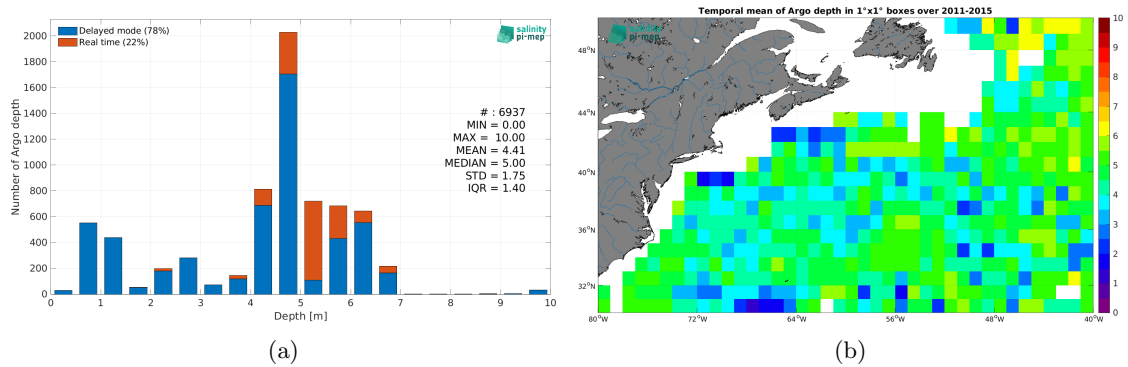 Delayed mode (78%)
Real time (22%)
salinity
pi-mep
2000
1800
1600
1400
1200
1000
800
600
400
200
0
Number of Argo depth
# : 6937
MIN = 0.00
MAX = 10.00
MEAN = 4.41
MEDIAN = 5.00
STD = 1.75
IQR = 1.40
0 1 2 3 4 5 6 7 8 9 10
Depth [m]
(a)
Temporal mean of Argo depth in 1°x1° boxes over 2011-2015
salinity
pi-mep
48°N
44°N
40°N
36°N
32°N
80°W 72°W 64°W 56°W 48°W 40°W
10
9
8
7
6
5
4
3
2
1
0
(b)